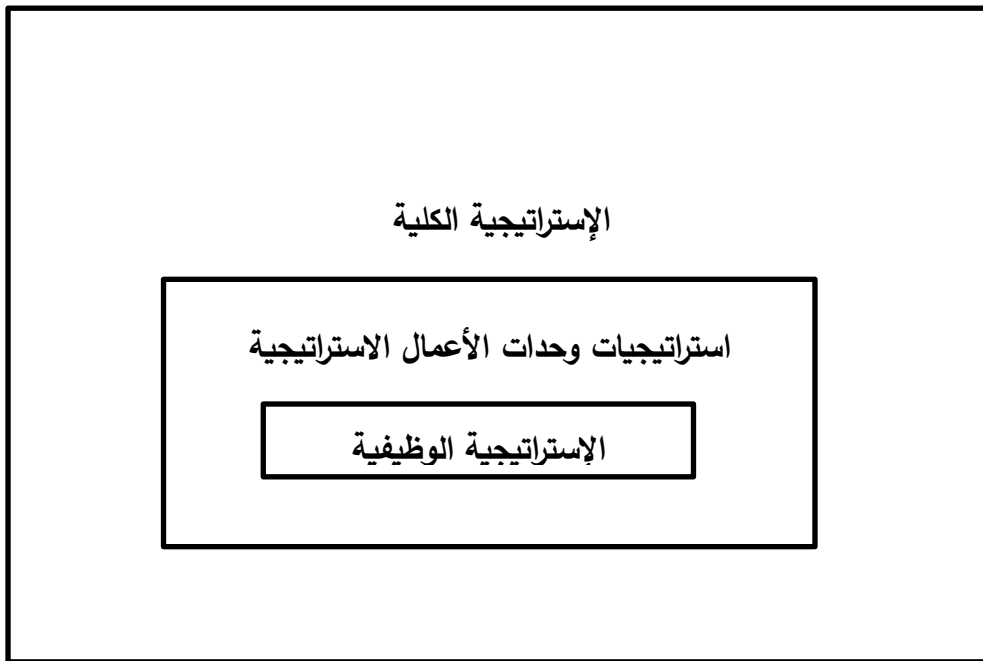 الإستراتيجية الكلية
استراتيجيات وحدات الأعمال الاستراتيجية
الإستراتيجية الوظيفية